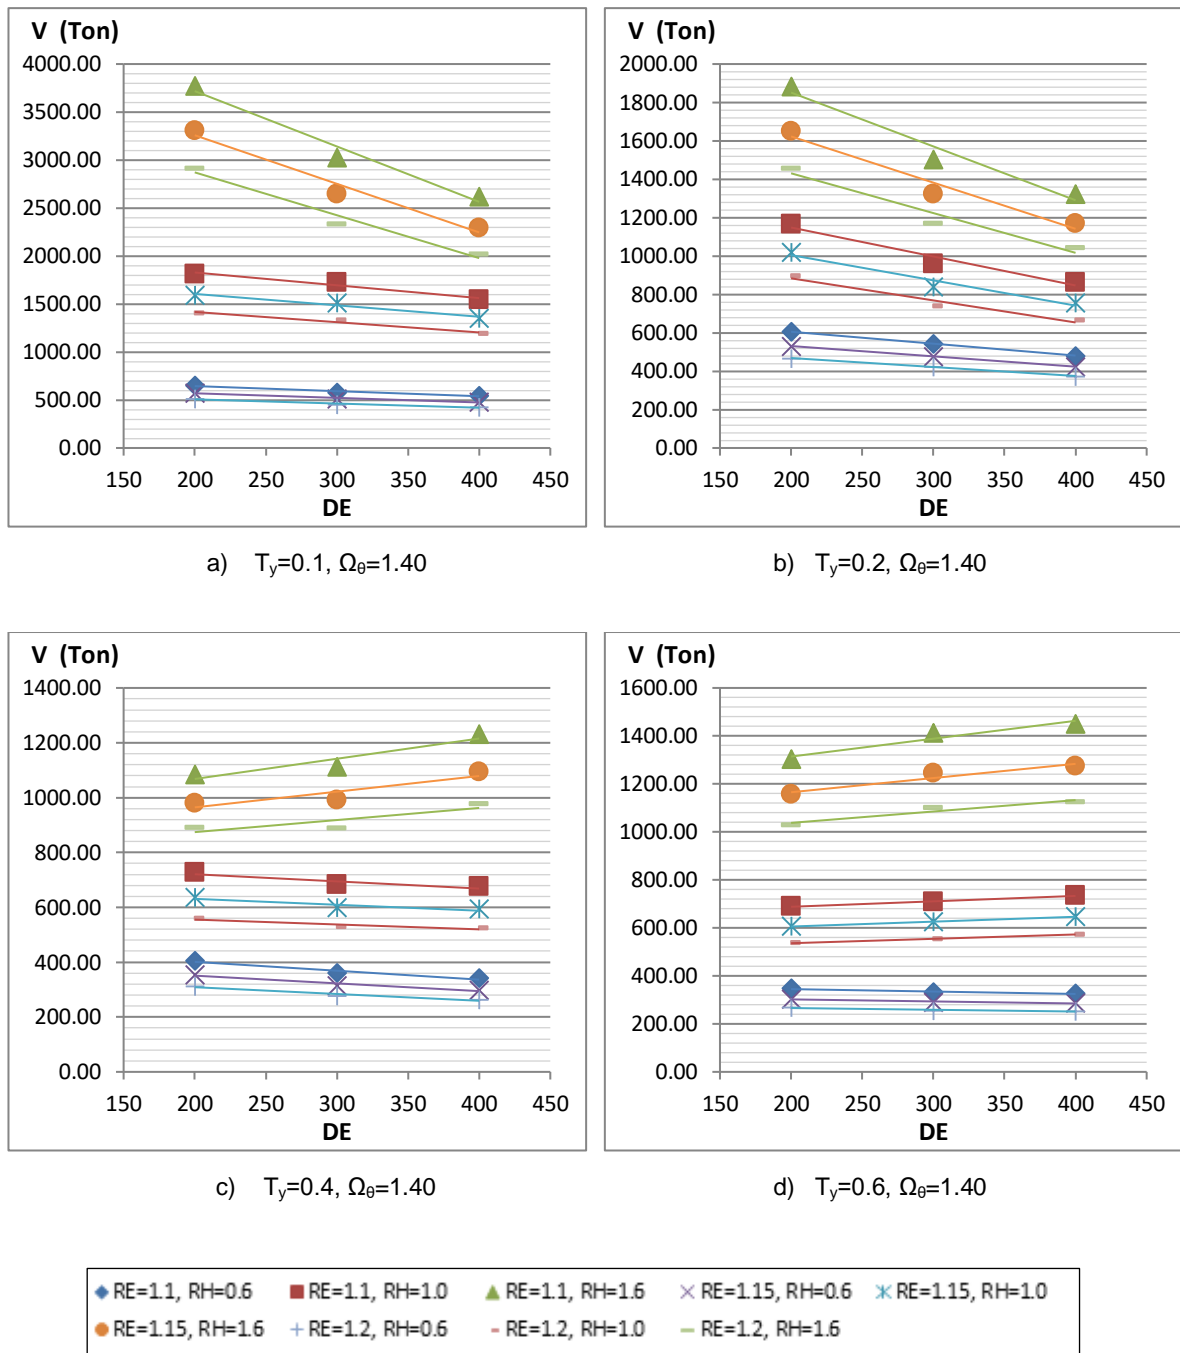 V (Ton)
4000.00
3500.00
3000.00
2500.00
2000.00
1500.00
1000.00
500.00
0.00
150 200 250 300 350 400 450
DE
a) Ty=0.1, Ωθ=1.40
V (Ton)
2000.00
1800.00
1600.00
1400.00
1200.00
1000.00
800.00
600.00
400.00
200.00
0.00
150 200 250 300 350 400 450
DE
b) Ty=0.2, Ωθ=1.40
V (Ton)
1400.00
1200.00
1000.00
800.00
600.00
400.00
200.00
0.00
150 200 250 300 350 400 450
DE
c) Ty=0.4, Ωθ=1.40
V (Ton)
1600.00
1400.00
1200.00
1000.00
800.00
600.00
400.00
200.00
0.00
150 200 250 300 350 400 450
DE
d) Ty=0.6, Ωθ=1.40
RE=1.1, RH=0.6 RE=1.1, RH=1.0 RE=1.1, RH=1.6 RE=1.15, RH=0.6 RE=1.15, RH=1.0
RE=1.15, RH=1.6 RE=1.2, RH=0.6 RE=1.2, RH=1.0 RE=1.2, RH=1.6